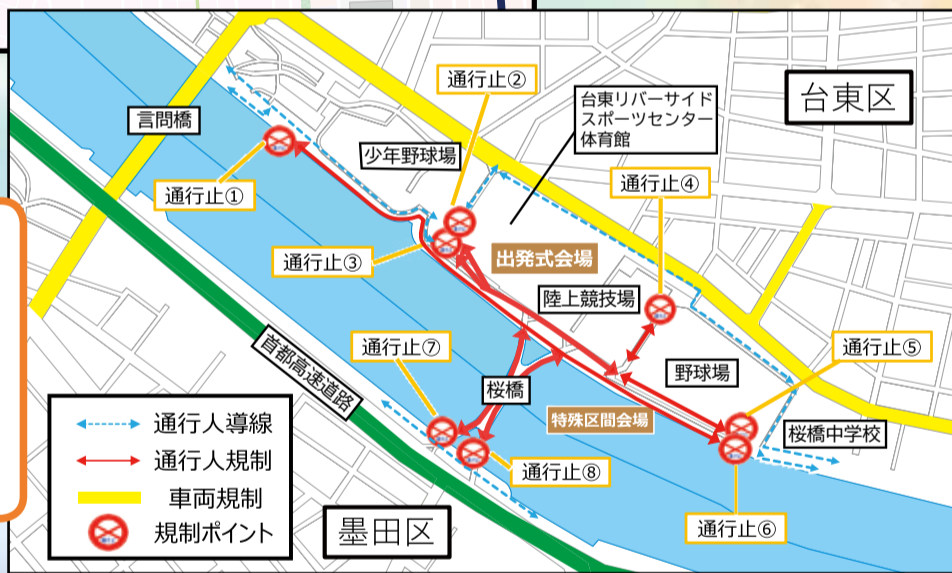 通行止②
台東リバーサイド
スポーツセンター
体育館
台東区
言問橋
少年野球場
通行止④
通行止①
通行止③
出発式会場
陸上競技場
通行止⑦
通行止⑤
首都高速道路
桜橋
野球場
特殊区間会場
桜橋中学校
通行止⑧
通行止⑥
墨田区
通行人導線
通行人規制
車両規制
規制ポイント